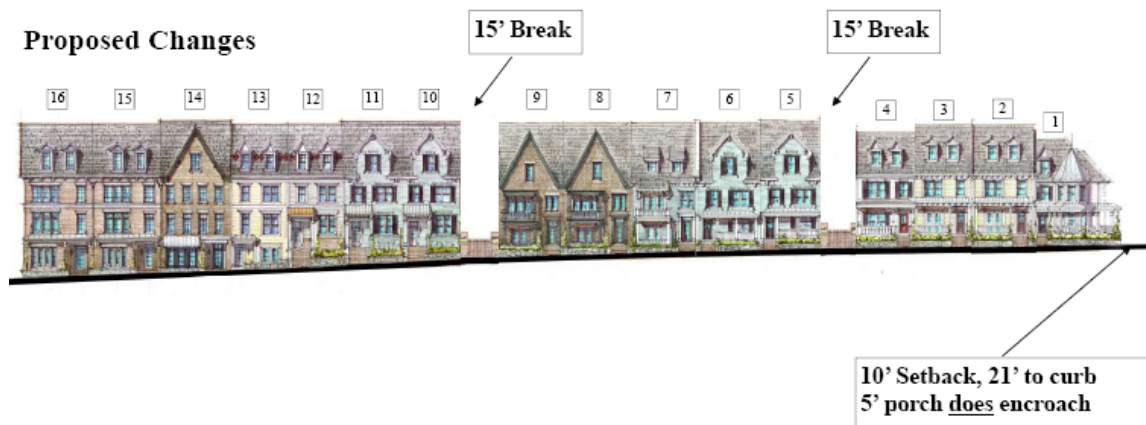 15’ Break
15’ Break
Proposed Changes
16 15 14 13 12 11 10 9 8 7 6 5 4 3 2 1
10’ Setback, 21’ to curb
5’ porch does encroach